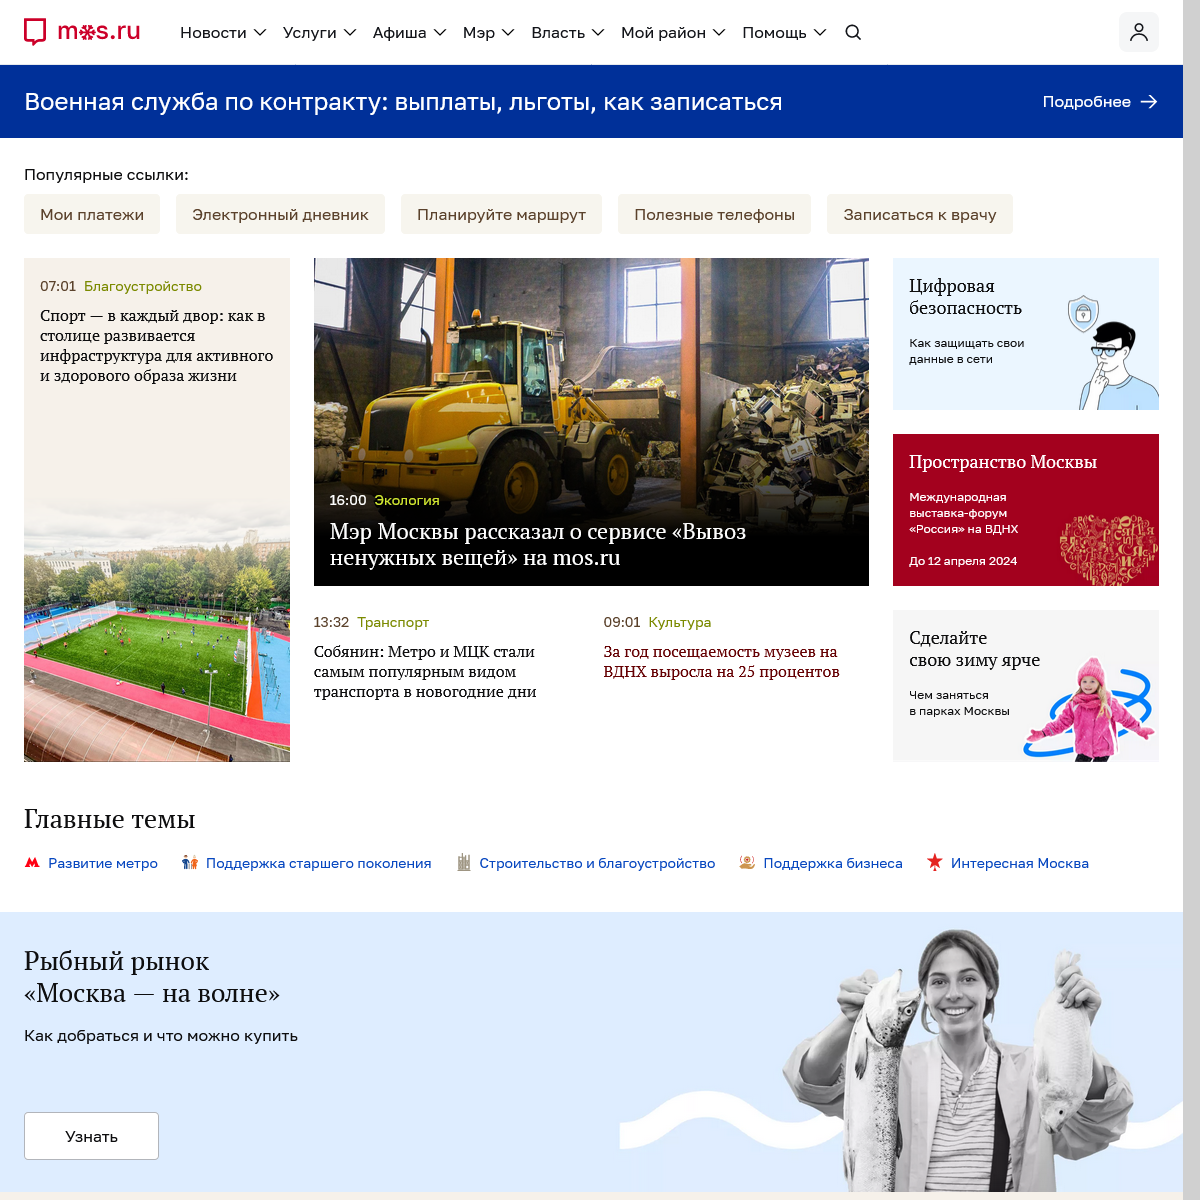 mos.ru
Новости Услуги Афиша Мэр Власть Мой район Помощь
Военная служба по контракту: выплаты, льготы, как записаться
Подробнее
Популярные ссылки:
Мои платежи Электронный дневник Планируйте маршрут Полезные телефоны Записаться к врачу
07:01 Благоустройство
Спорт — в каждый двор: как в
столице развивается
инфраструктура для активного
и здорового образа жизни
16:00 Экология
Мэр Москвы рассказал о сервисе «Вывоз
ненужных вещей» на mos.ru
13:32 Транспорт
Собянин: Метро и МЦК стали
самым популярным видом
транспорта в новогодние дни
09:01 Культура
За год посещаемость музеев на
ВДНХ выросла на 25 процентов
Цифровая
безопасность
Как защищать свои
данные в сети
Пространство Москвы
Международная
выставка-форум
«Россия» на ВДНХ
До 12 апреля 2024
Сделайте
свою зиму ярче
Чем заняться
в парках Москвы
Главные темы
Развитие метро Поддержка старшего поколения Строительство и благоустройство Поддержка бизнеса Интересная Москва
Рыбный рынок
«Москва — на волне»
Как добраться и что можно купить
Узнать